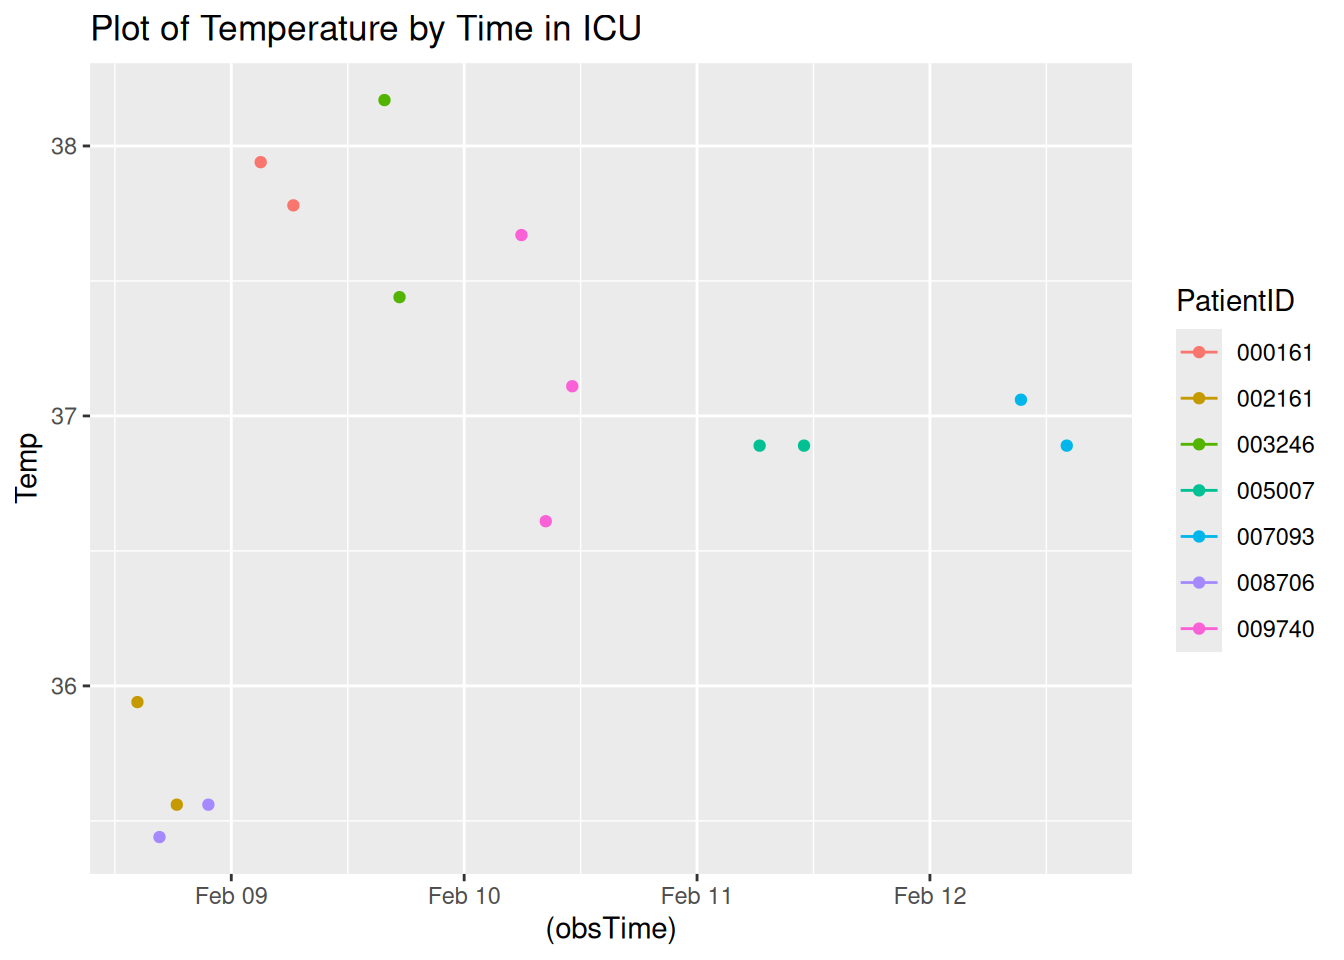 Plot of Temperature by Time in ICU
38
37
36
Temp
Feb 09
Feb 10
Feb 11
Feb 12
(obsTime)
PatientID
000161
002161
003246
005007
007093
008706
009740